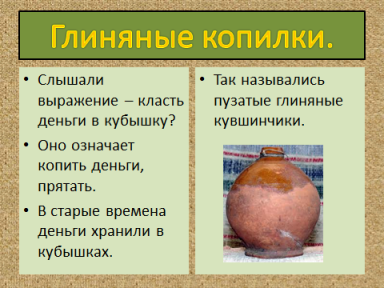 Глиняные копилки.
• Слышали
выражение – класть
деньги в кубышку?
• Оно означает
копить деньги,
прятать.
• В старые времена
деньги хранили в
кубышках.
• Так назывались
пузатые глиняные
кувшинчики.